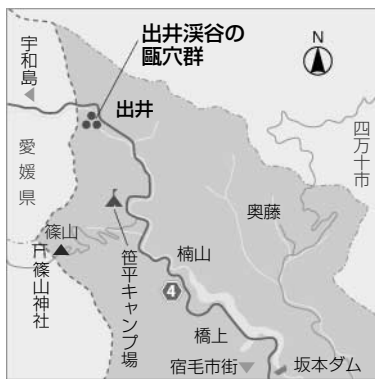 出井渓谷の
甌穴群
N
宇和島
出井
愛媛県
四万十市
奥藤
篠山
篠山神社
笹平キャンプ場
楠山
4
橋上
宿毛市街
坂本ダム